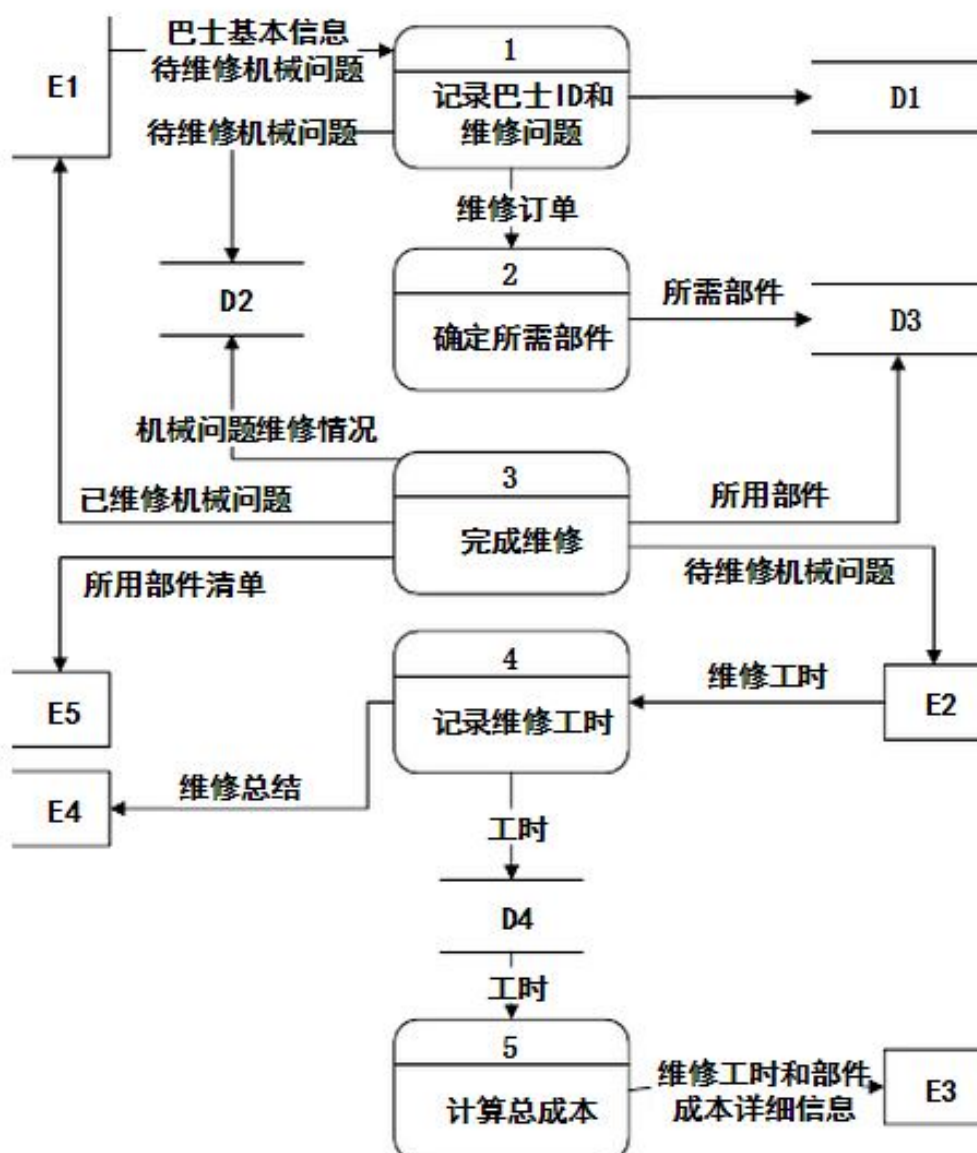 巴士基本信息
待维修机械问题
1
E1
记录巴士ID和
维修问题
D1
待维修机械问题
维修订单
2
所需部件
D2
D3
确定所需部件
机械问题维修情况
3
已维修机械问题
所用部件
完成维修
待维修机械问题
所用部件清单
4
维修工时
E5
记录维修工时
E2
维修总结
E4
工时
D4
工时
5
维修工时和部件
成本详细信息
E3
计算总成本